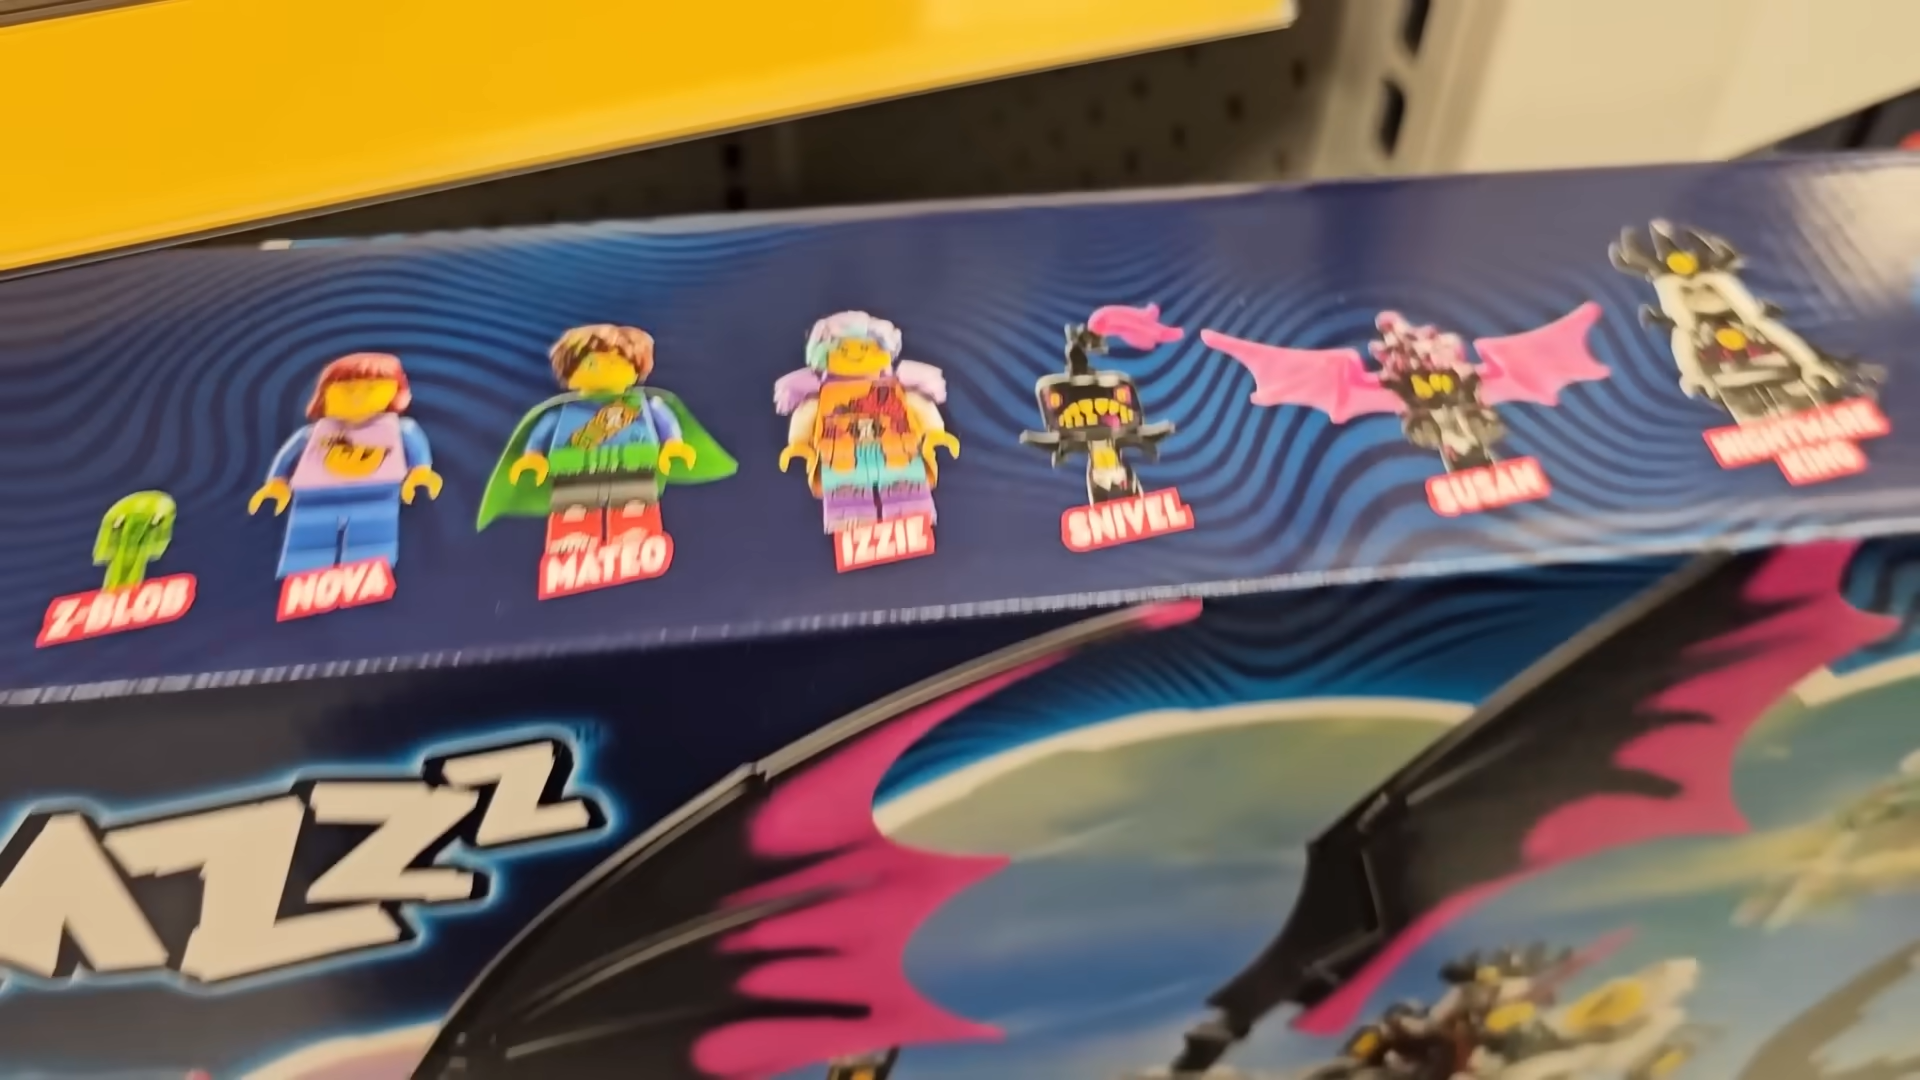 Z-BLOB
NOVA
MATEO
IZZIE
SNIVEL
SUSAN
NIGHTMARE
KING
AZZZ